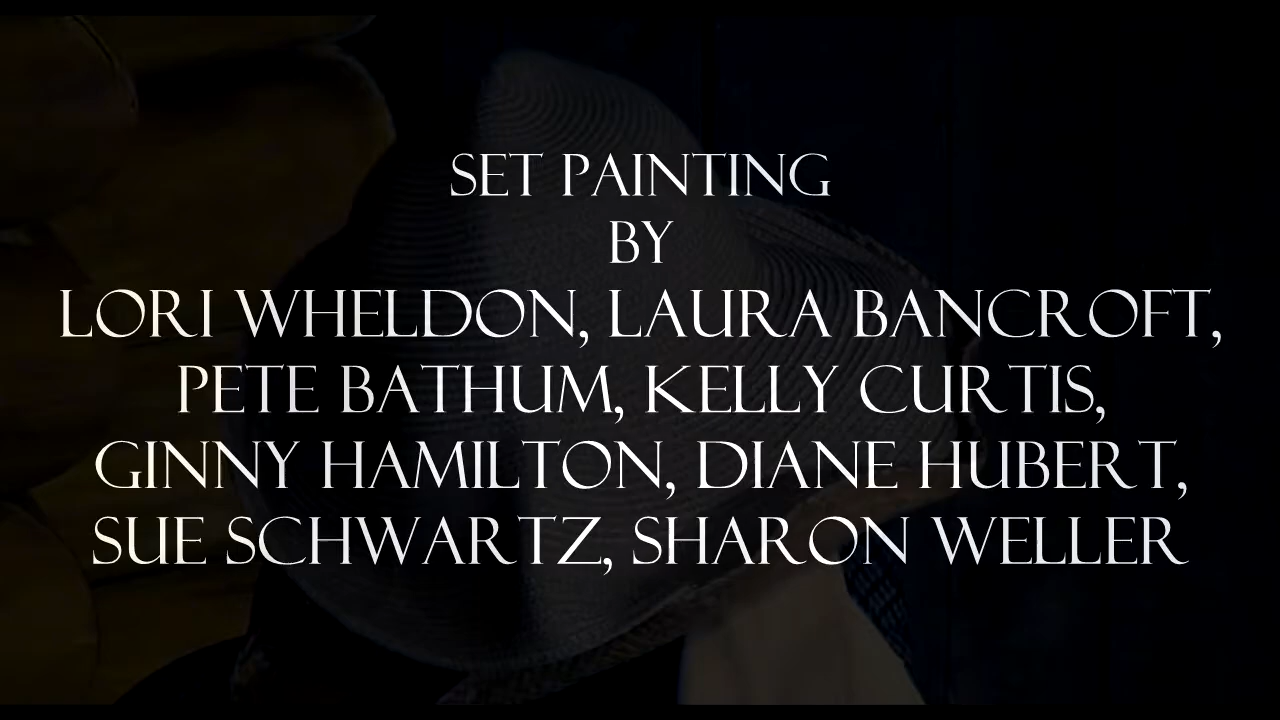 SET PAINTING
BY
LORI WHELDON, LAURA BANCROFT,
PETE BATHUM, KELLY CURTIS,
GINNY HAMILTON, DIANE HUBERT,
SUE SCHWARTZ, SHARON WELLER